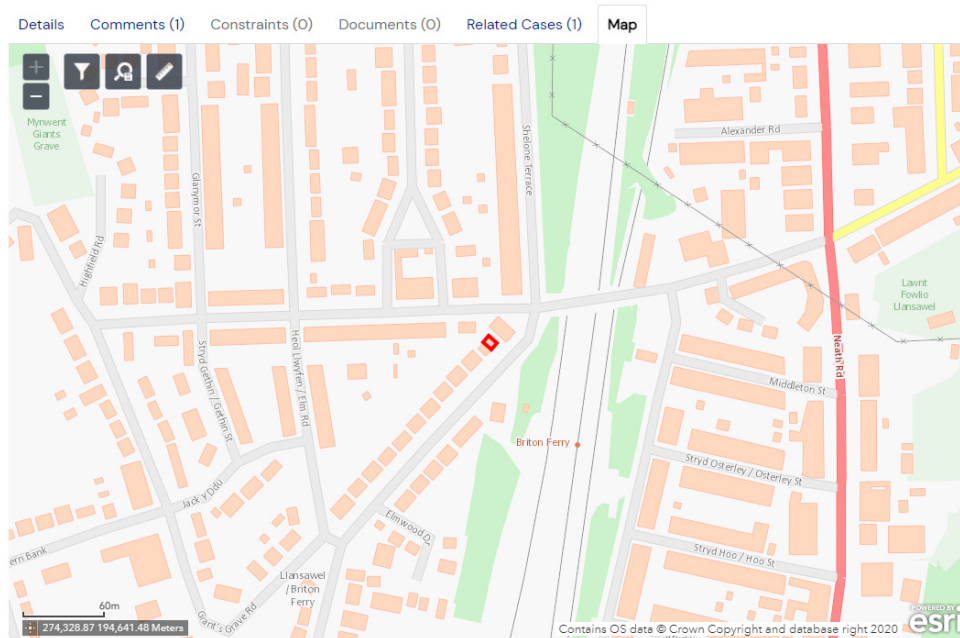 Details Comments (1) Constraints (0) Documents (0) Related Cases (1) Map
Mynwent
Giants
Grave
Glanymor St
Shelone Terrace
Alexander Rd
Highfield Rd
Lawnt
Fowlio
Llansawel
Stryd Gethin / Gethin St
Heol Llwyfen / Elm Rd
Neath Rd
Middleton St
Briton Ferry
Stryd Osterley / Osterley St
Jack Y Ddu
Elmwood D
ern Bank
Stryd Hoo / Hoo St
Llansawel
/ Briton
Ferry
60m
Grant's Grave Rd
POWERED BY
esri
274,328.87 194,641.48 Meters
Contains OS data © Crown Copyright and database right 2020